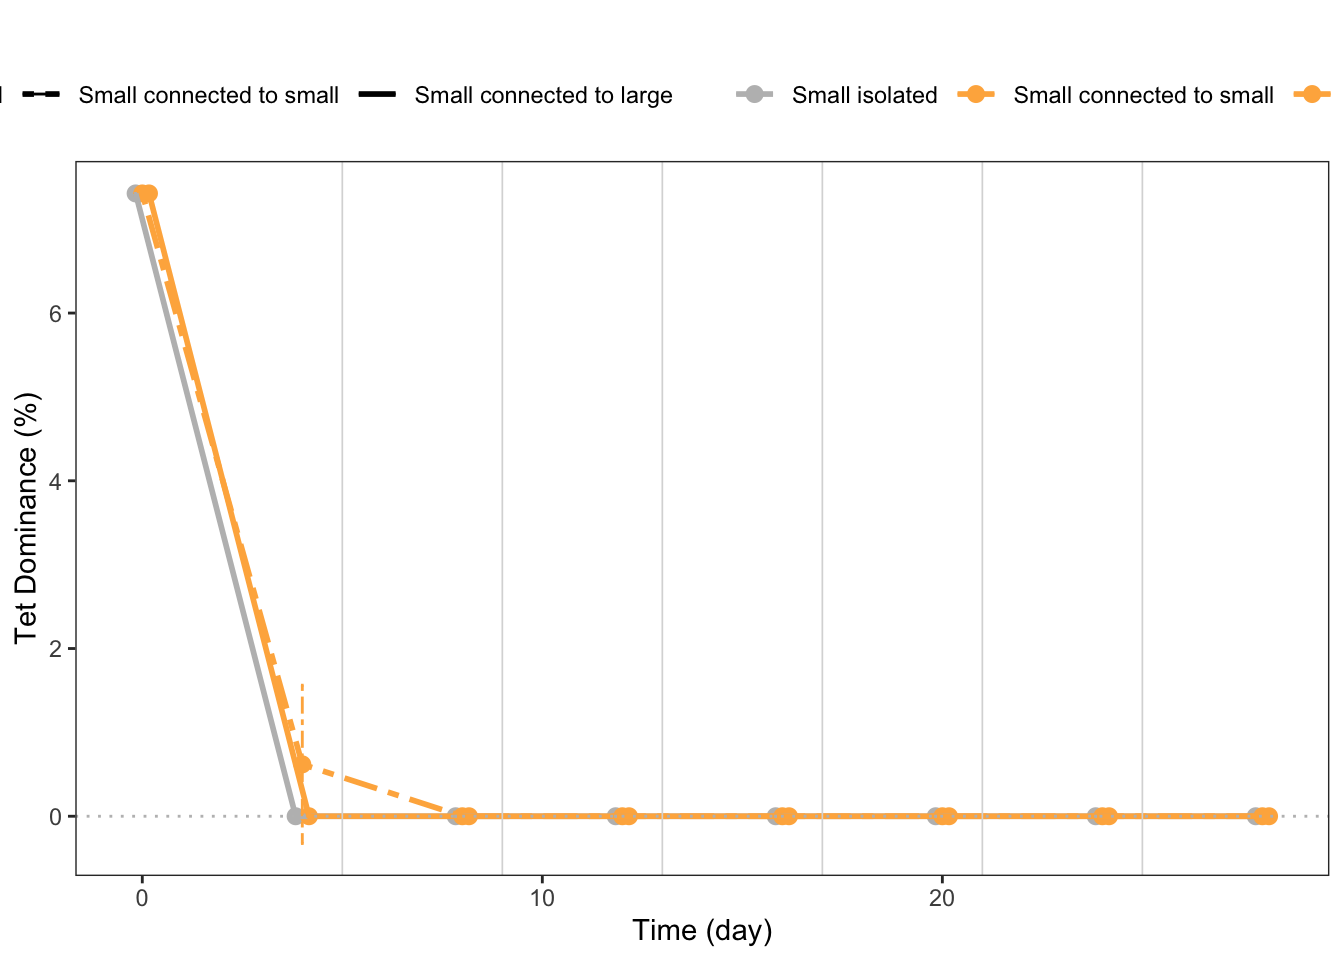 Small connected to small Small connected to large Small isolated Small connected to small
6
4
2
0
Tet Dominance (%)
0 10 20
Time (day)